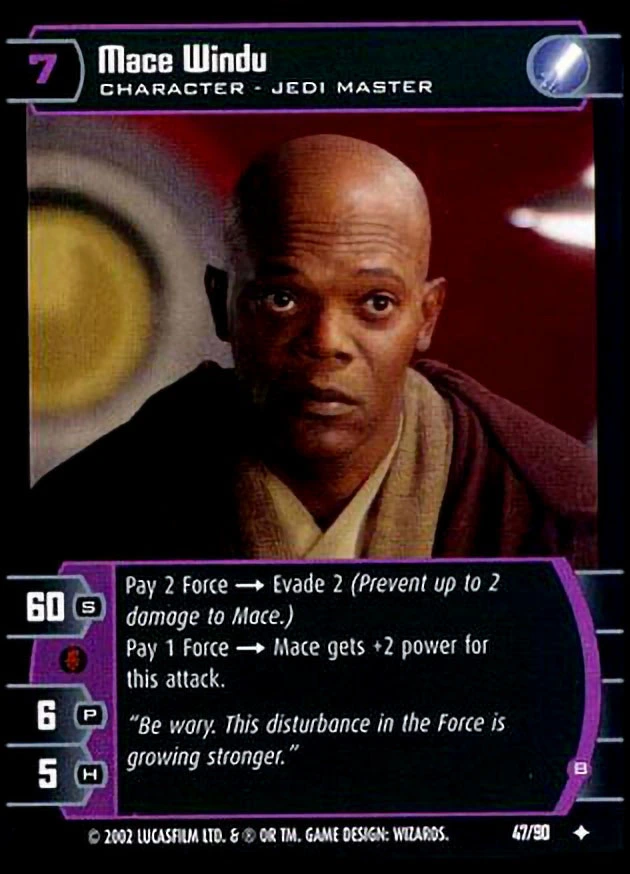 7
Mace Windu
CHARACTER - JEDI MASTER
60 S
Pay 2 Force → Evade 2 (Prevent up to 2
damage to Mace.)
Pay 1 Force → Mace gets +2 power for
this attack.
6 P
"Be wary. This disturbance in the Force is
growing stronger."
5 H
B
© 2002 LUCASFILM LTD. & ® OR TM. GAME DESIGN: WIZARDS.
47/90